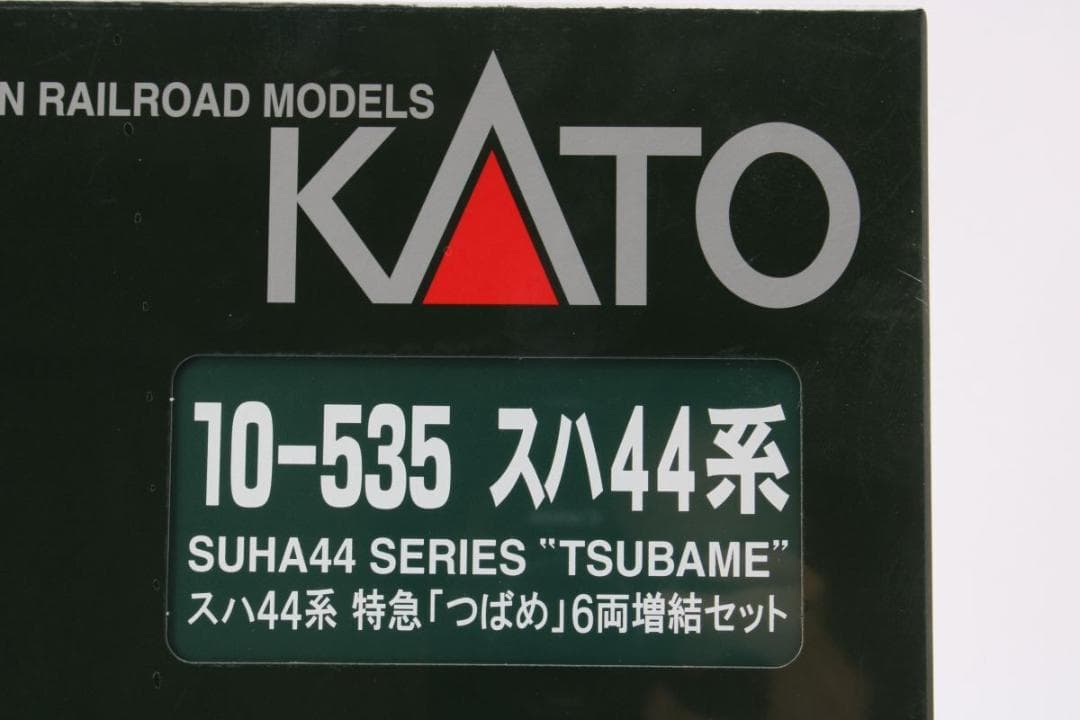 N RAILROAD MODELS
KATO
10-535 スハ44系
SUHA44 SERIES “TSUBAME”
スハ44系 特急「つばめ」6両増結セット